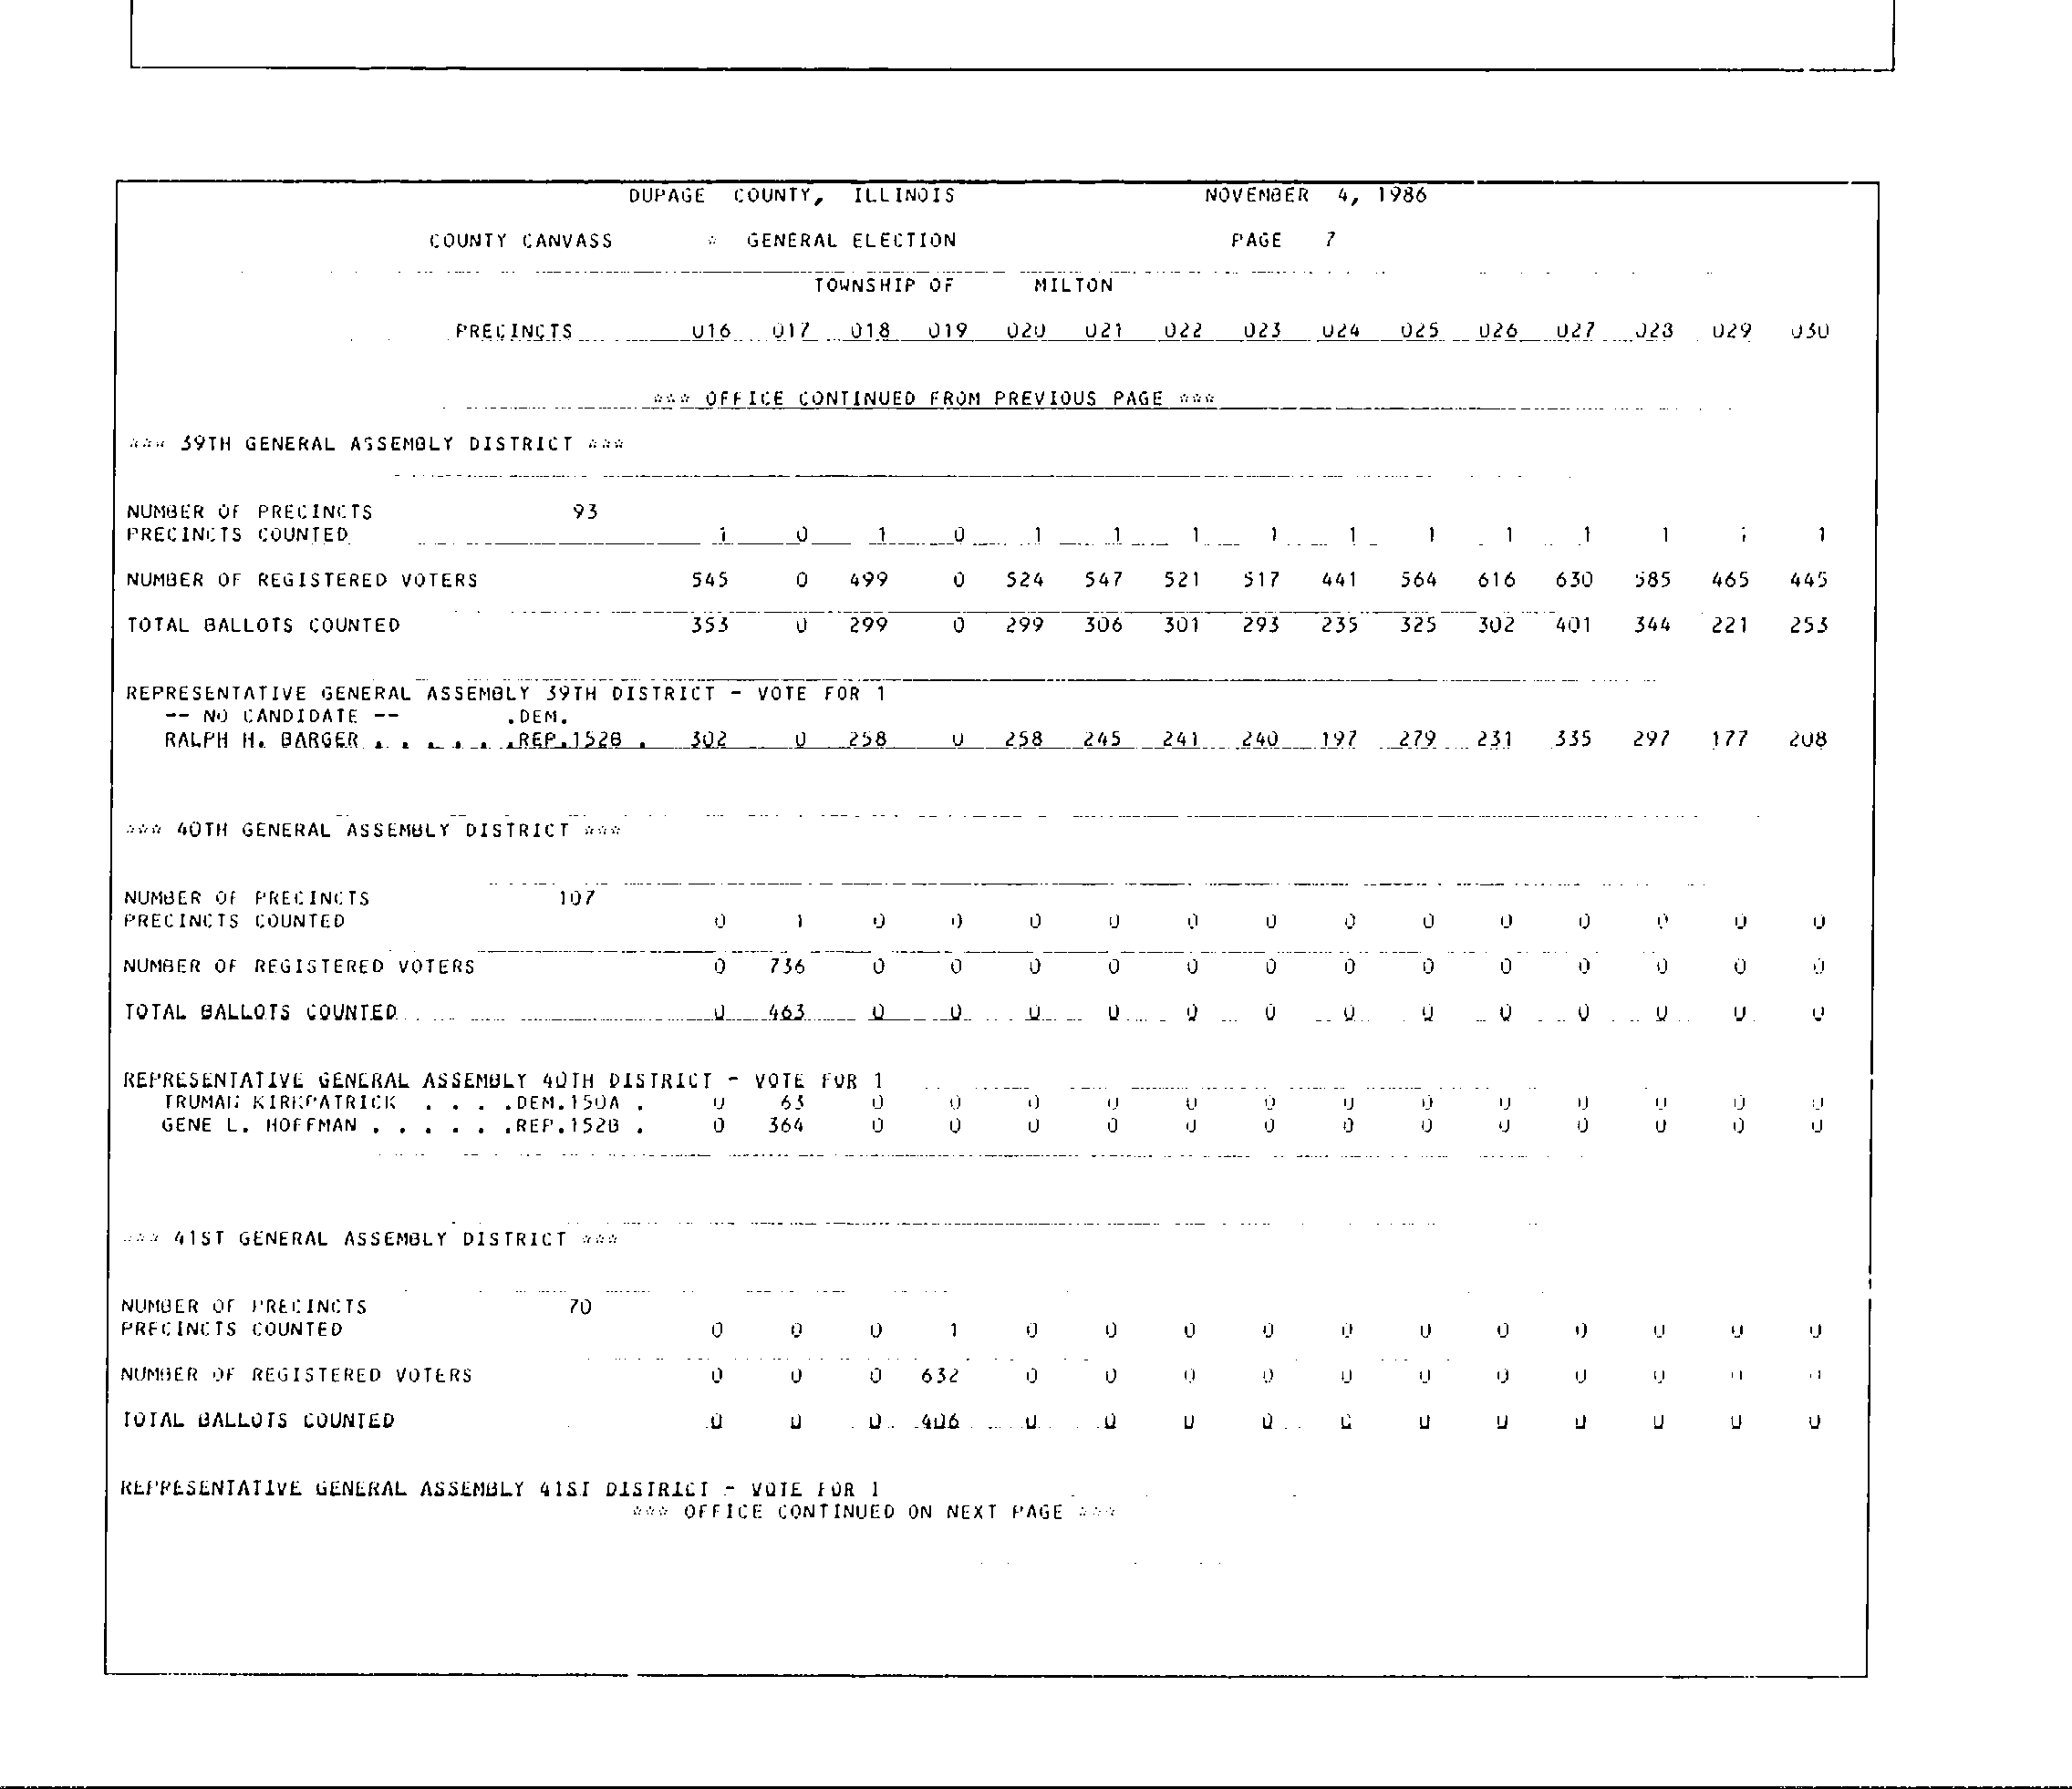 DUPAGE COUNTY, ILLINOIS NOVEMBER 4, 1986
COUNTY CANVASS * GENERAL ELECTION PAGE 7
TOWNSHIP OF MILTON
PRECINCTS 016 017 018 019 020 021 022 023 024 025 026 027 028 029 030
*** OFFICE CONTINUED FROM PREVIOUS PAGE ***
*** 39TH GENERAL ASSEMBLY DISTRICT ***
NUMBER OF PRECINCTS 93
PRECINCTS COUNTED 1 0 1 0 1 1 1 1 1 1 1 1 1 1 1
NUMBER OF REGISTERED VOTERS 545 0 499 0 524 547 521 517 441 564 616 630 585 465 445
TOTAL BALLOTS COUNTED 353 0 299 0 299 306 301 293 235 325 302 401 344 221 253
REPRESENTATIVE GENERAL ASSEMBLY 39TH DISTRICT - VOTE FOR 1
-- NO CANDIDATE -- .DEM.
RALPH H. BARGER . . . . . .REP.152B . 302 0 258 0 258 245 241 240 197 279 231 335 297 177 208
*** 40TH GENERAL ASSEMBLY DISTRICT ***
NUMBER OF PRECINCTS 107
PRECINCTS COUNTED 0 1 0 0 0 0 0 0 0 0 0 0 0 0 0
NUMBER OF REGISTERED VOTERS 0 736 0 0 0 0 0 0 0 0 0 0 0 0 0
TOTAL BALLOTS COUNTED 0 463 0 0 0 0 0 0 0 0 0 0 0 0 0
REPRESENTATIVE GENERAL ASSEMBLY 40TH DISTRICT - VOTE FOR 1
TRUMAN KIRKPATRICK . . . .DEM.150A . 0 63 0 0 0 0 0 0 0 0 0 0 0 0 0
GENE L. HOFFMAN . . . . . .REP.152B . 0 364 0 0 0 0 0 0 0 0 0 0 0 0 0
*** 41ST GENERAL ASSEMBLY DISTRICT ***
NUMBER OF PRECINCTS 70
PRECINCTS COUNTED 0 0 0 1 0 0 0 0 0 0 0 0 0 0 0
NUMBER OF REGISTERED VOTERS 0 0 0 632 0 0 0 0 0 0 0 0 0 0 0
TOTAL BALLOTS COUNTED 0 0 0 406 0 0 0 0 0 0 0 0 0 0 0
REPRESENTATIVE GENERAL ASSEMBLY 41ST DISTRICT - VOTE FOR 1
*** OFFICE CONTINUED ON NEXT PAGE ***